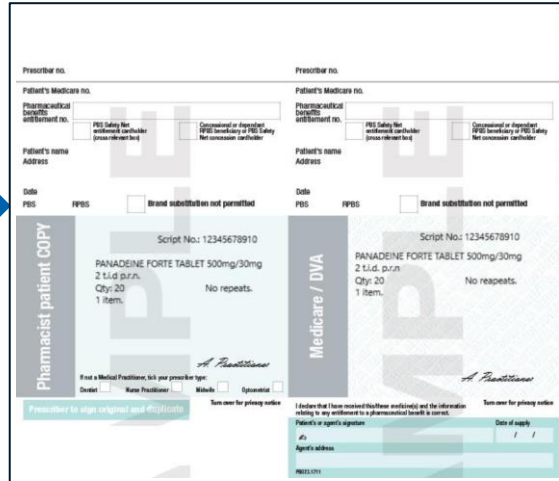 Prescriber no.
Patient's Medicare no.
Pharmaceutical
benefits
entitlement no.
PBS Safety Net
entitlement cardholder
(cross relevant box)
Concessional or dependant
RPBS beneficiary or PBS Safety
Net concession cardholder
Patient's name
Address
Date
PBS RPBS Brand substitution not permitted
Pharmacist patient COPY
Script No.: 12345678910
PANADEINE FORTE TABLET 500mg/30mg
2 t.i.d p.r.n.
Qty: 20 No reapeats.
1 item.
A. Practitioner
If not a Medical Practitioner, tick your prescriber type:
Dentist Nurse Practitioner Midwife Optometrist
Prescriber to sign original and duplicate
Turn over for privacy notice
Prescriber no.
Patient's Medicare no.
Pharmaceutical
benefits
entitlement no.
PBS Safety Net
entitlement cardholder
(cross relevant box)
Concessional or dependant
RPBS beneficiary or PBS Safety
Net concession cardholder
Patient's name
Address
Date
PBS RPBS Brand substitution not permitted
Medicare / DVA
Script No.: 12345678910
PANADEINE FORTE TABLET 500mg/30mg
2 t.i.d. p.r.n
Qty: 20 No reapeats.
1 item.
A. Practitioner
I declare that I have received this/these medicine(s) and the information
relating to any entitlement to a pharmaceutical benefit is correct.
Turn over for privacy notice
Patient's or agent's signature
Date of supply
/ /
Agent's address